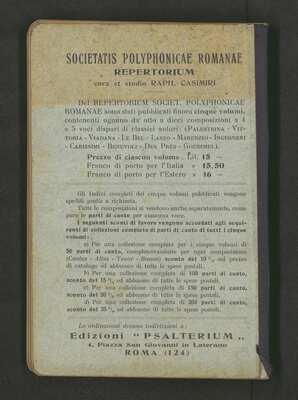 SOCIETATIS POLYPHONICAE ROMANAE
REPERTORIUM
cura et studio RAPH. CASIMIRI
Del REPERTORIUM SOCIET. POLYPHONICAE
ROMANAE sono stati pubblicati finora cinque volumi,
contenenti ognuno da otto a dieci composizioni a 4
a 5 voci dispari di classici autori (PALESTRINA - VIT-
TORIA - VIADANA - LE BEL - LASSO - MARENZIO - INGEGNERI
- CARISSIMI - BENEVOLI - DES PRÉS - GOUDIMEL).
Prezzo di ciascun volume L. 15 —
Franco di porto per l'Italia » 15,50
Franco di porto per l'Estero » 16 —
Gli Indici completi dei cinque volumi pubblicati vengono
spediti gratis a richiesta.
Tutte le composizioni si vendono anche separatamente, come
pure le parti di canto per ciascuna voce.
I seguenti sconti di favore vengono accordati agli acqui-
renti di collezioni complete di parti di canto di tutti i cinque
volumi:
a) Per una collezione completa per i cinque volumi di
50 parti di canto, complessivamente per ogni composizione
(Cantus - Altus - Tenor - Bassus) sconto del 10 % sul prezzo
di catalogo ed abbuono di tutte le spese postali.
b) Per una collezione completa di 100 parti di canto,
sconto del 15 % ed abbuono di tutte le spese postali.
c) Per una collezione completa di 150 parti di canto,
sconto del 20 % ed abbuono di tutte le spese postali.
d) Per una collezione completa di 200 parti di canto,
sconto del 25 % ed abbuono di tutte le spese postali.
Le ordinazioni devono indirizzarsi a:
Edizioni "PSALTERIUM„
4, Piazza San Giovanni in Laterano
ROMA (124)